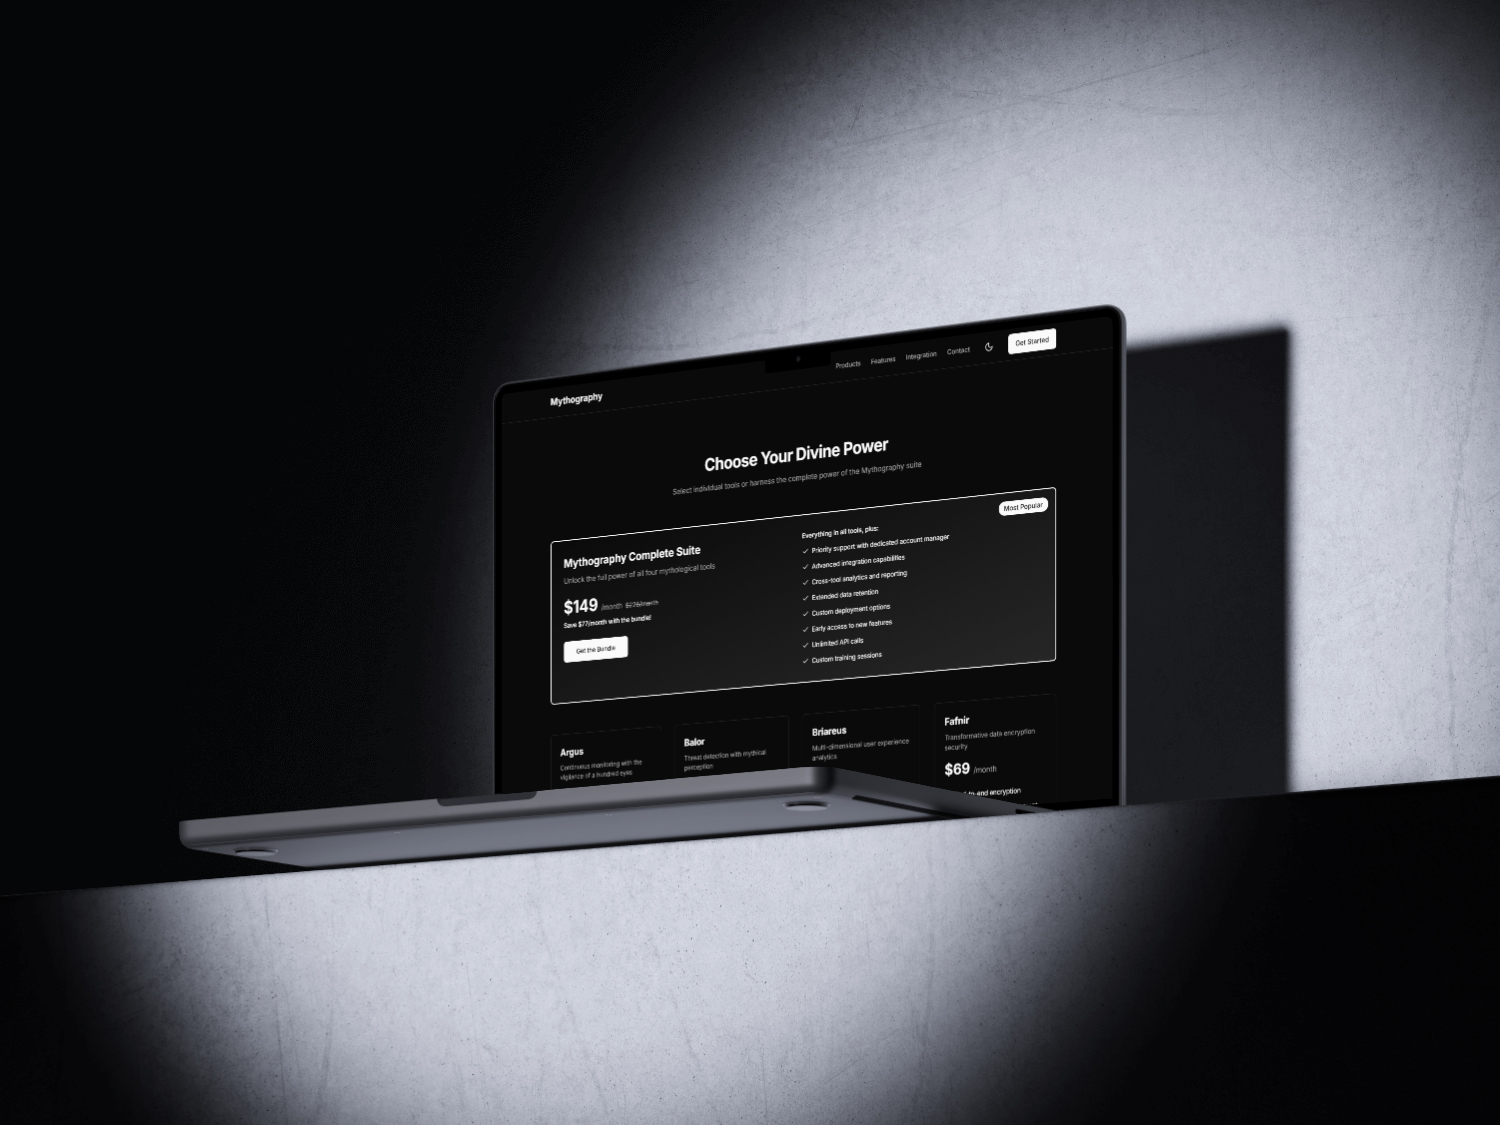 Mythography
Products
Features
Integration
Contact
Get Started
Choose Your Divine Power
Select individual tools or harness the complete power of the Mythography suite
Most Popular
Mythography Complete Suite
Unlock the full power of all four mythological tools
$149 /month
Save $77/month with the bundle!
Get the Bundle
Everything in all tools, plus:
Priority support with dedicated account manager
Advanced integration capabilities
Cross-tool analytics and reporting
Extended data retention
Custom deployment options
Early access to new features
Unlimited API calls
Custom training sessions
Argus
Continuous monitoring with the
vigilance of a hundred eyes
Balor
Threat detection with mythical
perception
Briareus
Multi-dimensional user experience
analytics
Fafnir
Transformative data encryption
security
$69 /month
to-end encryption